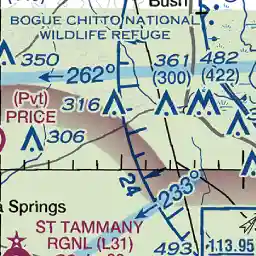 Bush
BOGUE CHITTO NATIONAL
WILDLIFE REFUGE
350
361
482
(300)
(422)
262°
(Pvt)
316
PRICE
306
24
233°
Springs
ST TAMMANY
RGNL (L31)
493
113.95